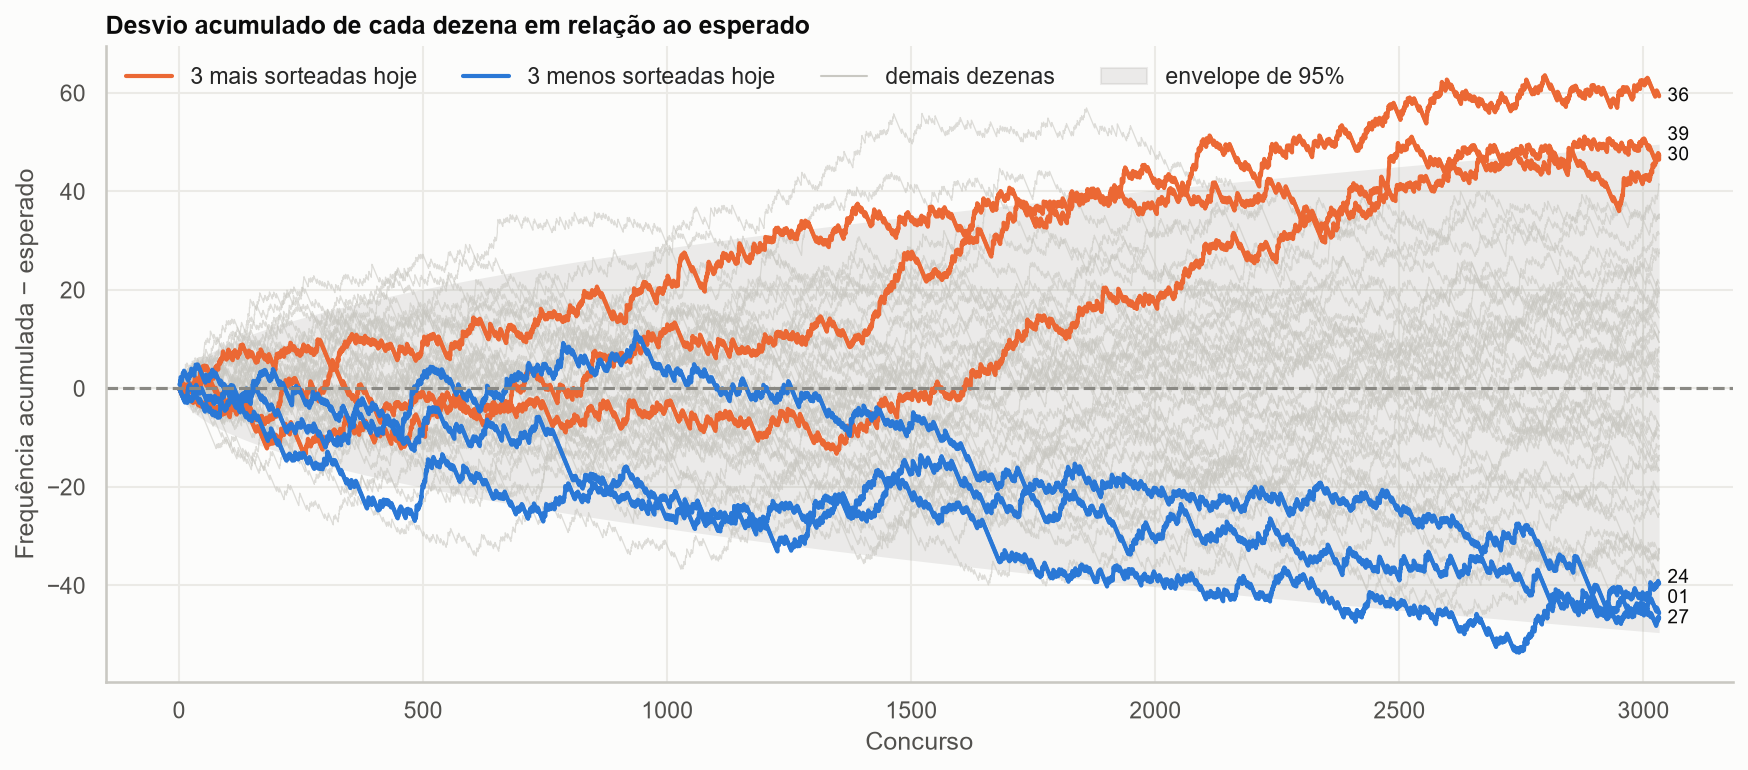 Desvio acumulado de cada dezena em relação ao esperado
3 mais sorteadas hoje
3 menos sorteadas hoje
demais dezenas
envelope de 95%
Frequência acumulada − esperado
60
40
20
0
−20
−40
36
39
30
24
01
27
0
500
1000
1500
2000
2500
3000
Concurso